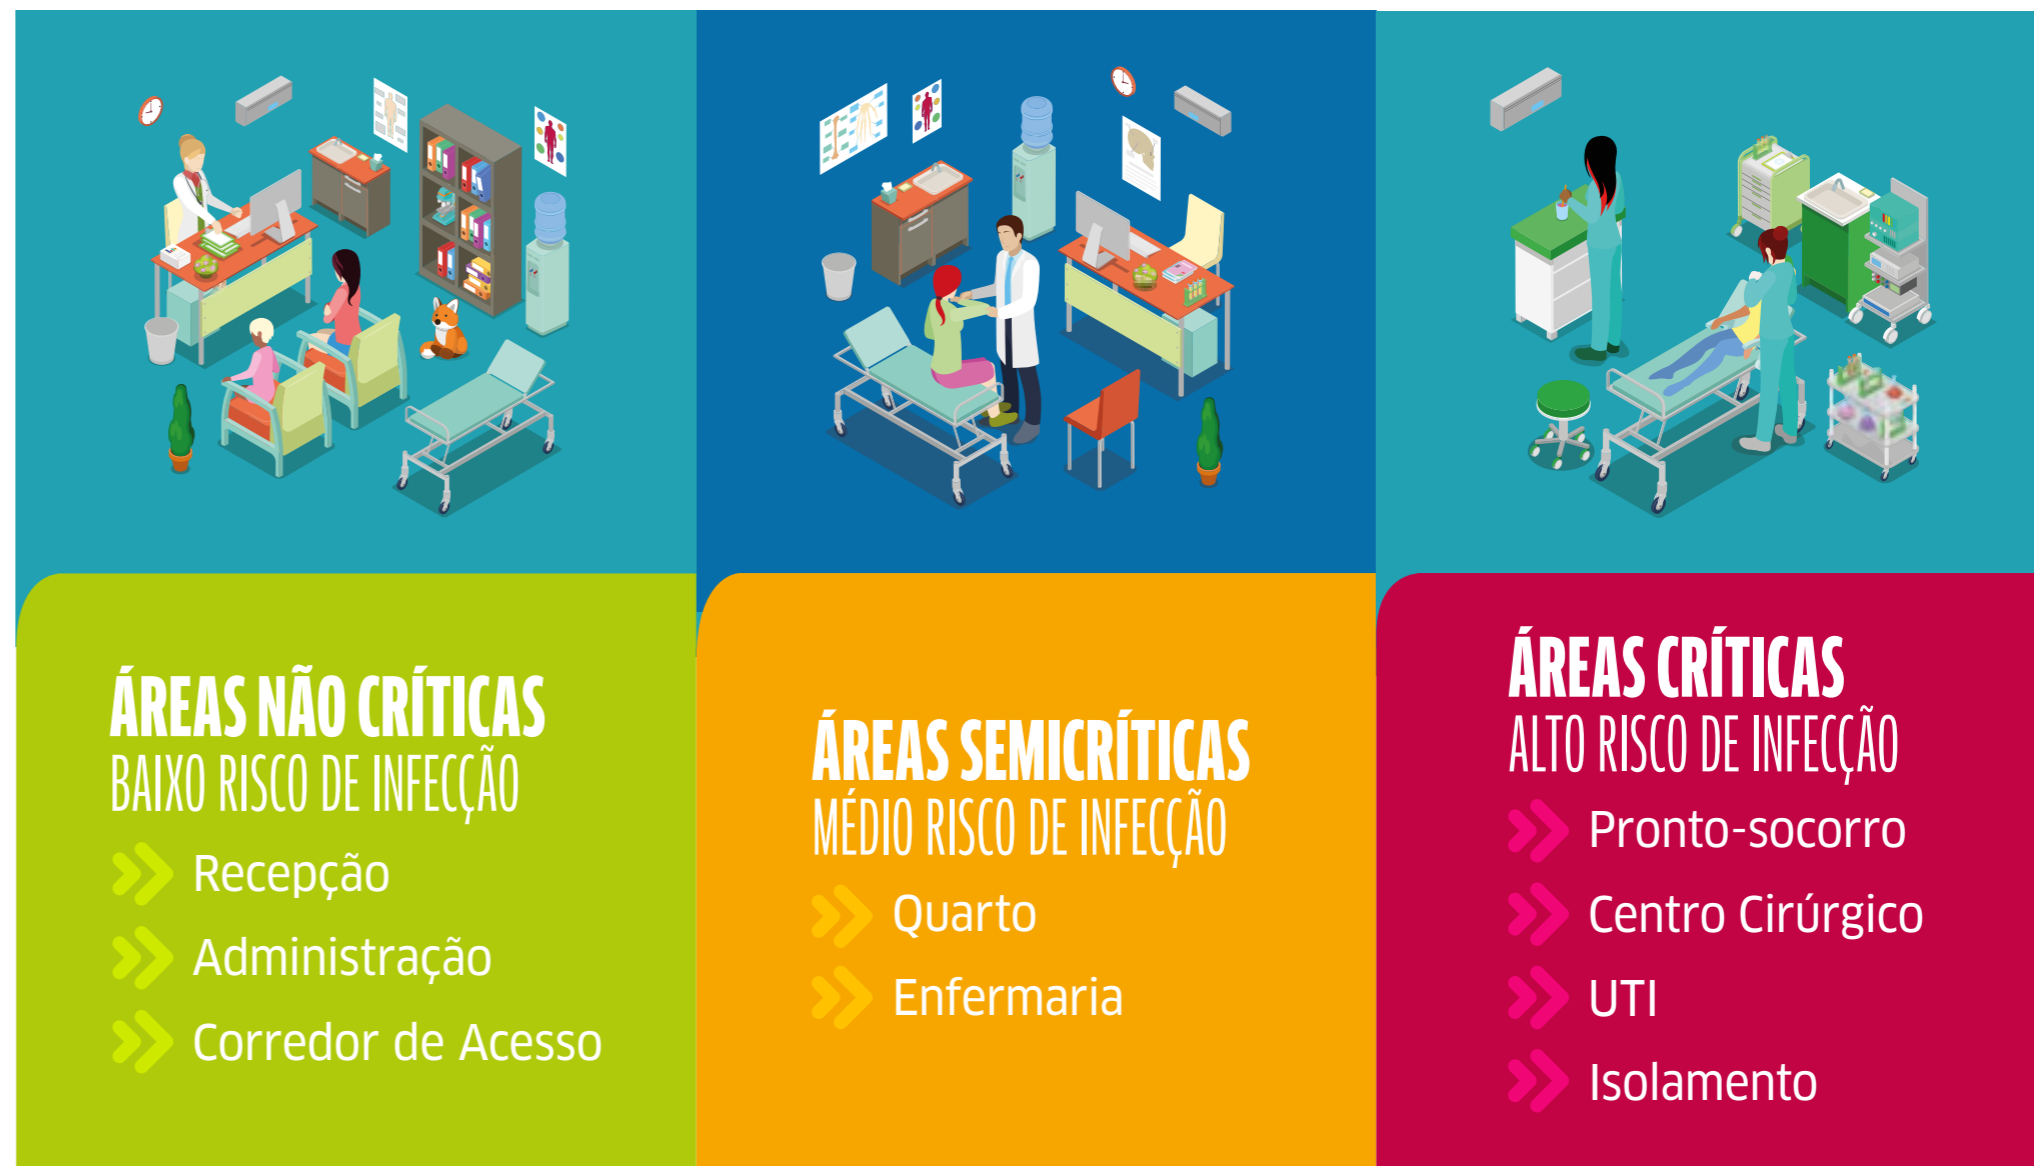 ÁREAS NÃO CRÍTICAS
BAIXO RISCO DE INFECÇÃO
Recepção
Administração
Corredor de Acesso
ÁREAS SEMICRÍTICAS
MÉDIO RISCO DE INFECÇÃO
Quarto
Enfermaria
ÁREAS CRÍTICAS
ALTO RISCO DE INFECÇÃO
Pronto-socorro
Centro Cirúrgico
UTI
Isolamento